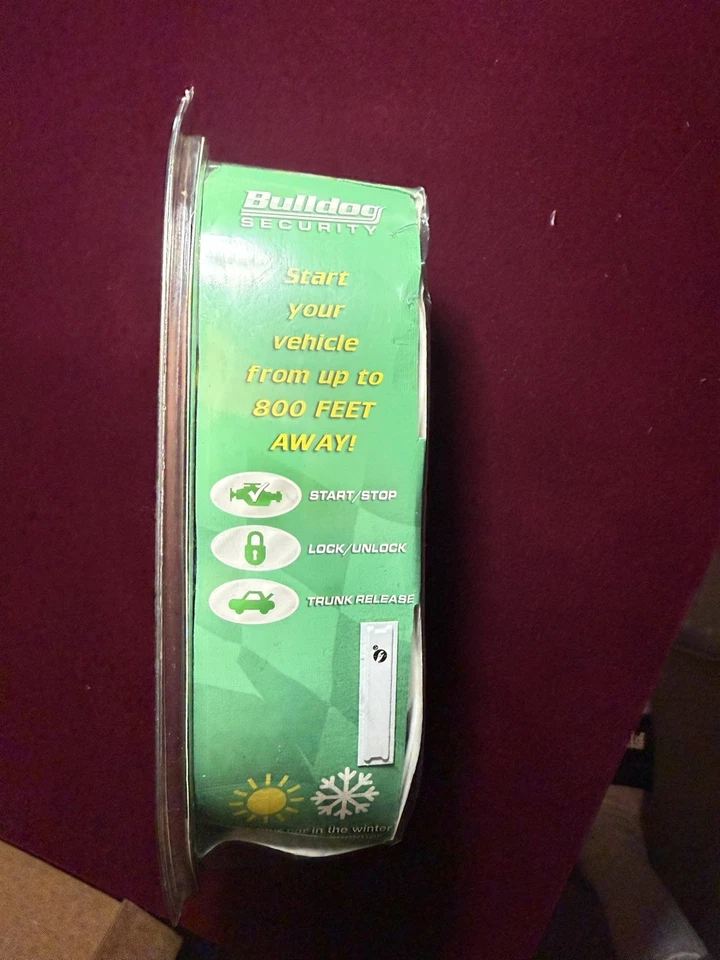 Bulldog
SECURITY
Start
your
vehicle
from up to
800 FEET
AWAY!
START/STOP
LOCK/UNLOCK
TRUNK RELEASE
car in the winter